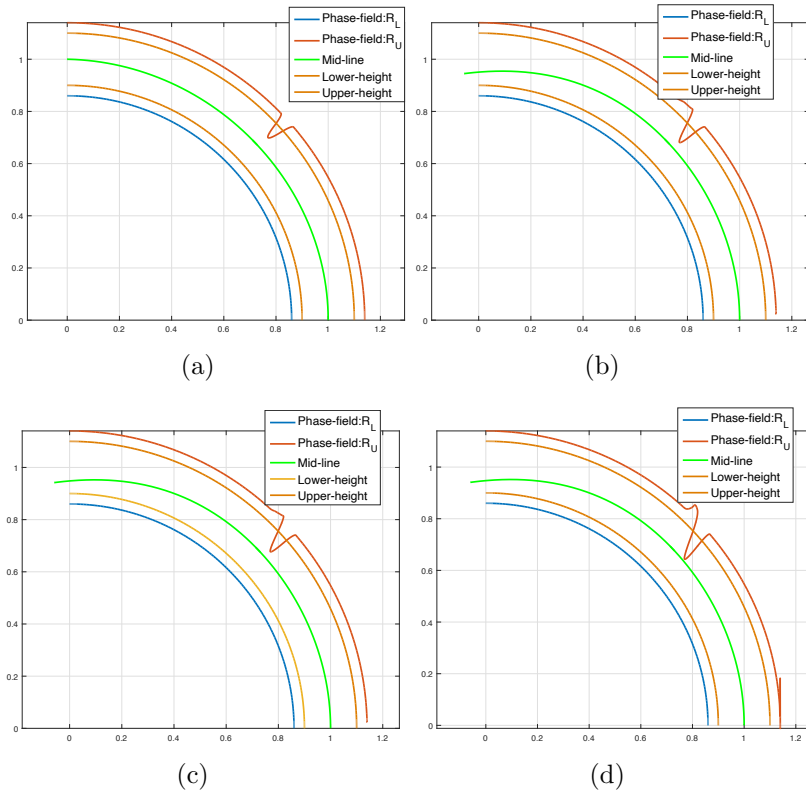 Phase-field:R_L
Phase-field:R_U
Mid-line
Lower-height
Upper-height
1
0.8
0.6
0.4
0.2
0
0 0.2 0.4 0.6 0.8 1 1.2
(a)
Phase-field:R_L
Phase-field:R_U
Mid-line
Lower-height
Upper-height
1
0.8
0.6
0.4
0.2
0
0 0.2 0.4 0.6 0.8 1 1.2
(b)
Phase-field:R_L
Phase-field:R_U
Mid-line
Lower-height
Upper-height
1
0.8
0.6
0.4
0.2
0
0 0.2 0.4 0.6 0.8 1 1.2
(c)
Phase-field:R_L
Phase-field:R_U
Mid-line
Lower-height
Upper-height
1
0.8
0.6
0.4
0.2
0
0 0.2 0.4 0.6 0.8 1 1.2
(d)